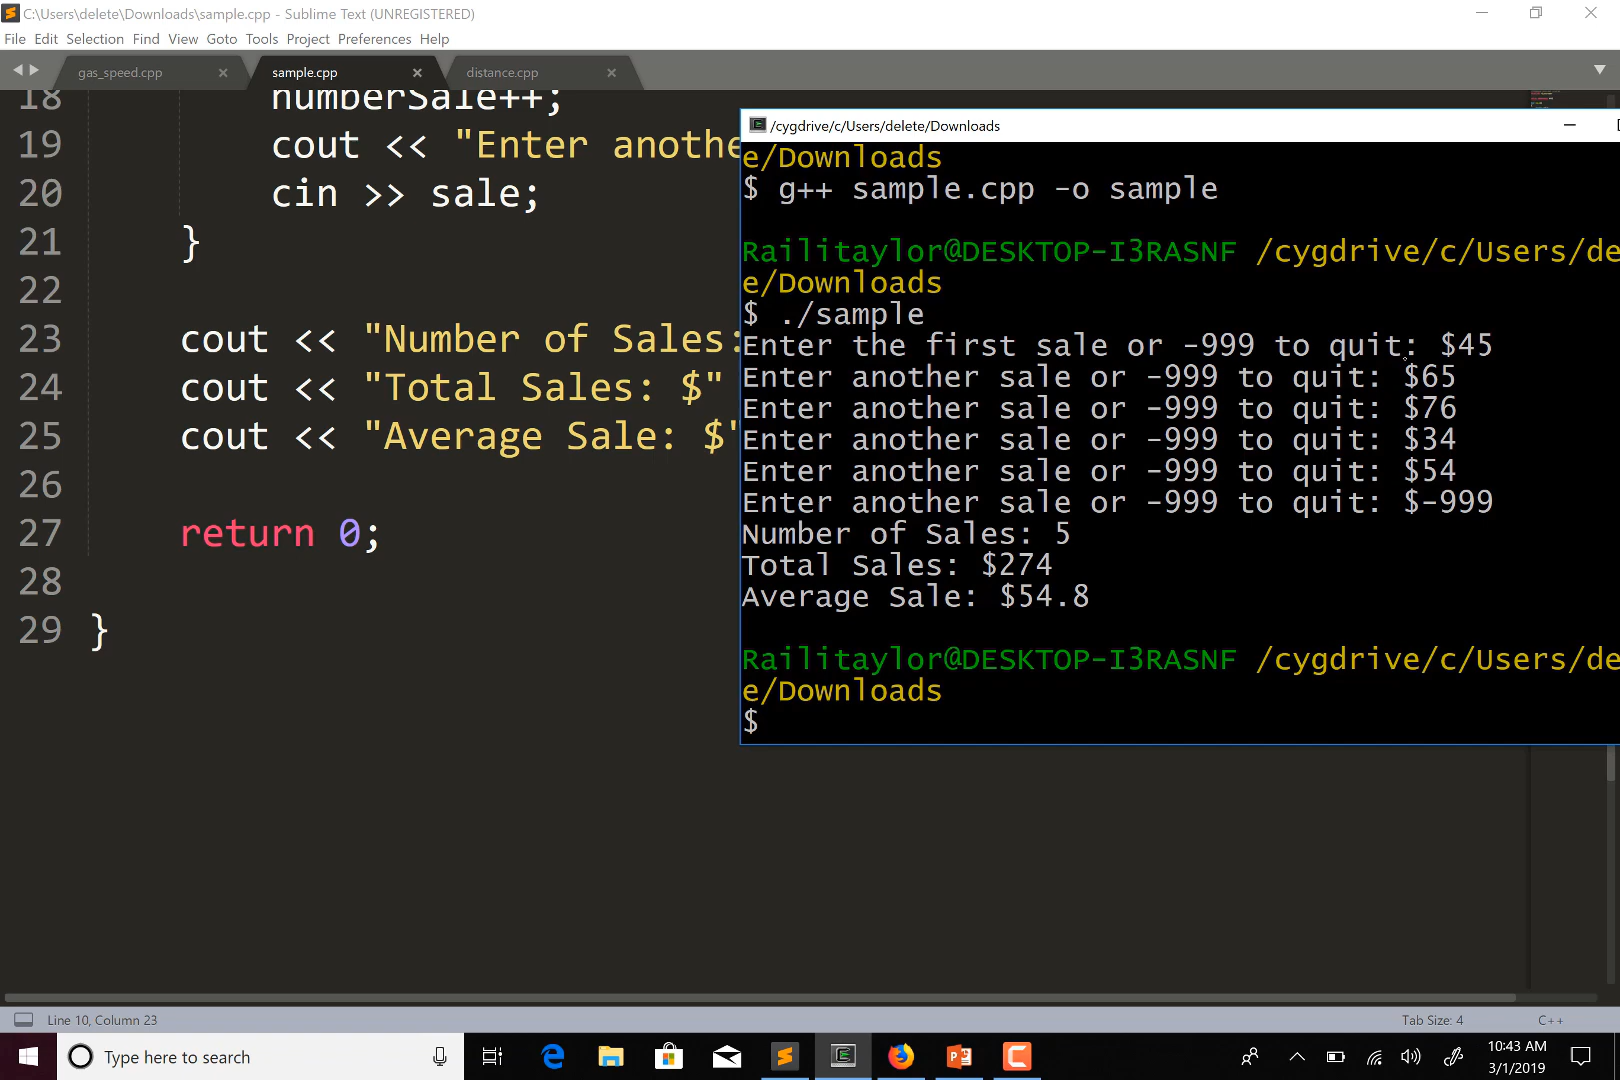 C:\Users\delete\Downloads\sample.cpp - Sublime Text (UNREGISTERED)
File Edit Selection Find View Goto Tools Project Preferences Help
gas_speed.cpp × sample.cpp × distance.cpp ×
18 numberSale++;
19 cout << "Enter anothe
20 cin >> sale;
21 }
22
23 cout << "Number of Sales:
24 cout << "Total Sales: $"
25 cout << "Average Sale: $"
26
27 return 0;
28
29 }
/cygdrive/c/Users/delete/Downloads
e/Downloads
$ g++ sample.cpp -o sample
Railitaylor@DESKTOP-I3RASNF /cygdrive/c/Users/de
e/Downloads
$ ./sample
Enter the first sale or -999 to quit: $45
Enter another sale or -999 to quit: $65
Enter another sale or -999 to quit: $76
Enter another sale or -999 to quit: $34
Enter another sale or -999 to quit: $54
Enter another sale or -999 to quit: $-999
Number of Sales: 5
Total Sales: $274
Average Sale: $54.8
Railitaylor@DESKTOP-I3RASNF /cygdrive/c/Users/de
e/Downloads
$
Line 10, Column 23 Tab Size: 4 C++
Type here to search
10:43 AM
3/1/2019